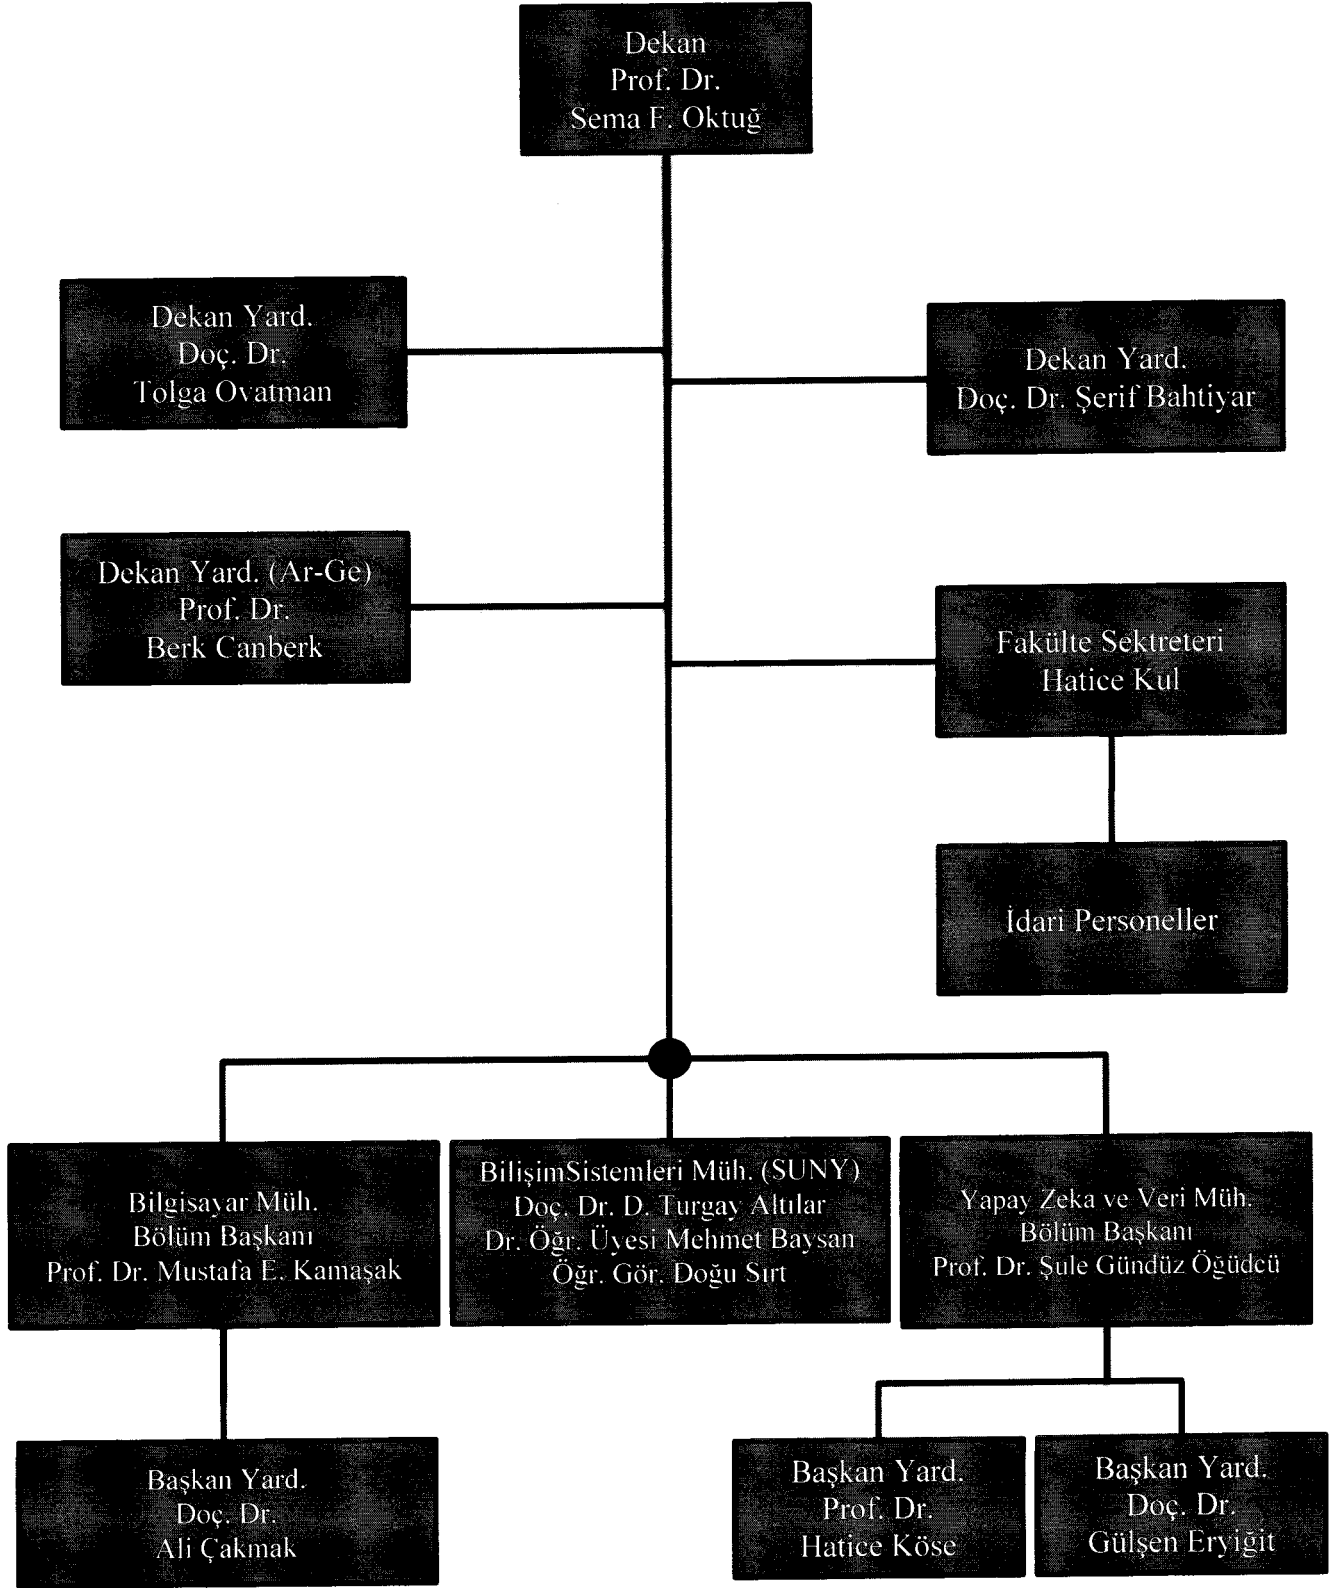 Dekan
Prof. Dr.
Sema F. Oktuğ
Dekan Yard.
Doç. Dr.
Tolga Ovatman
Dekan Yard.
Doç. Dr. Şerif Bahtiyar
Dekan Yard. (Ar-Ge)
Prof. Dr.
Berk Canberk
Fakülte Sektreteri
Hatice Kul
İdari Personeller
Bilgisayar Müh.
Bölüm Başkanı
Prof. Dr. Mustafa E. Kamaşak
BilişimSistemleri Müh. (SUNY)
Doç. Dr. D. Turgay Altılar
Dr. Öğr. Üyesi Mehmet Baysan
Öğr. Gör. Doğu Sırt
Yapay Zeka ve Veri Müh.
Bölüm Başkanı
Prof. Dr. Şule Gündüz Öğüdcü
Başkan Yard.
Doç. Dr.
Ali Çakmak
Başkan Yard.
Prof. Dr.
Hatice Köse
Başkan Yard.
Doç. Dr.
Gülşen Eryiğit